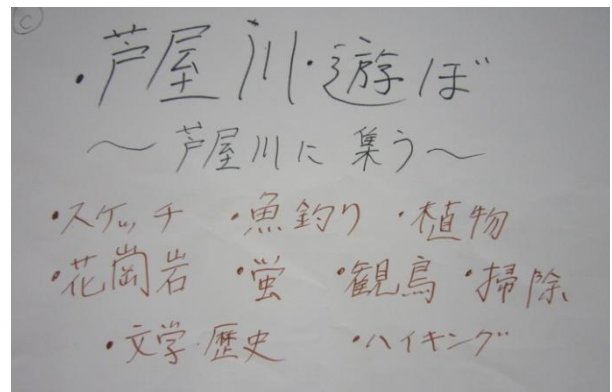 C
・芦屋川・遊ぼ
～芦屋川に集う～
・スケッチ ・魚釣り ・植物
・花崗岩 ・蛍 ・観鳥 ・掃除
・文学・歴史 ・ハイキング